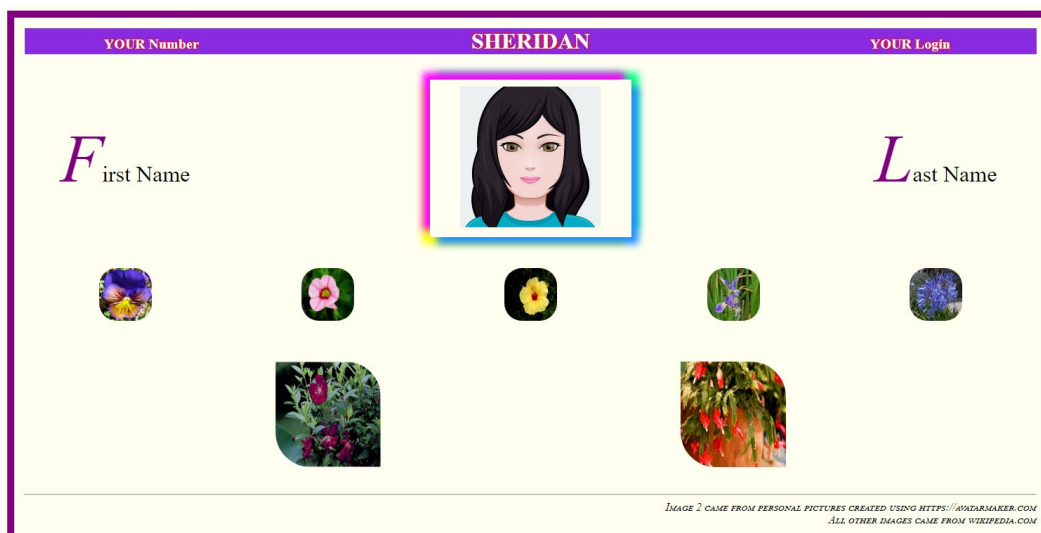 YOUR Number SHERIDAN YOUR Login
First Name Last Name
Image 2 came from personal pictures created using https://avatarmaker.com
All other images came from wikipedia.com